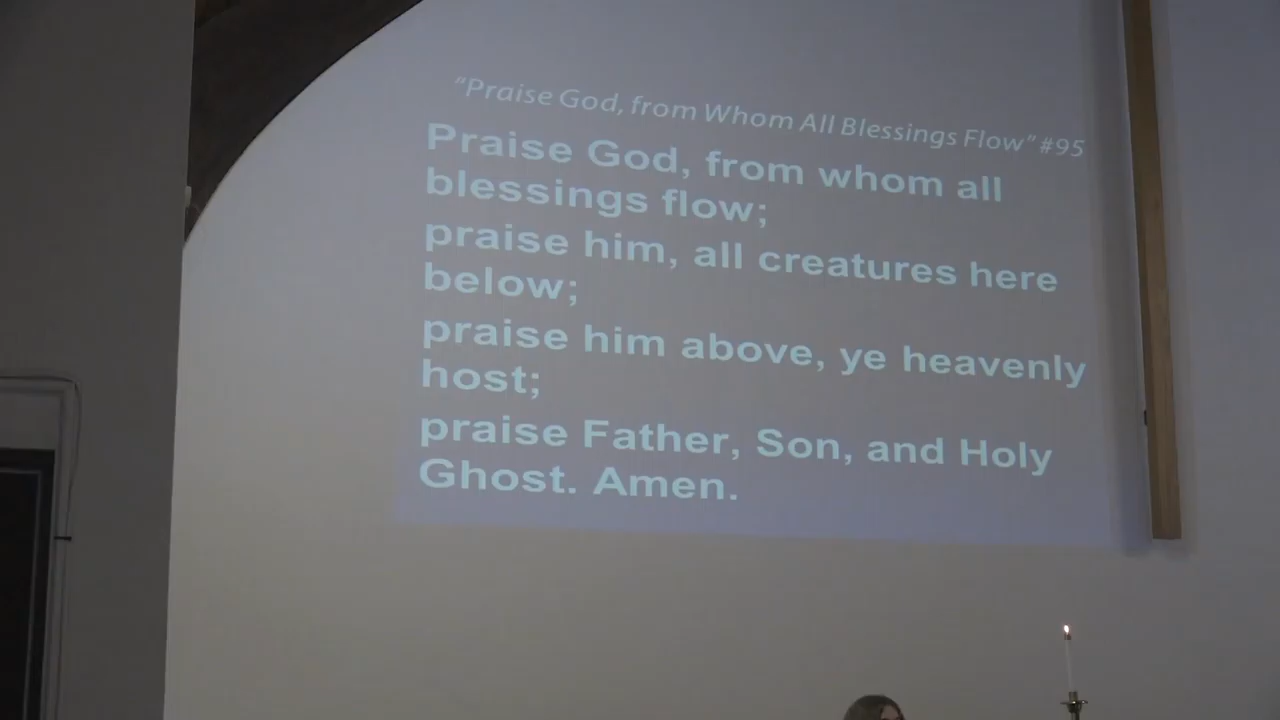 “Praise God, from Whom All Blessings Flow” #95
Praise God, from whom all
blessings flow;
praise him, all creatures here
below;
praise him above, ye heavenly
host;
praise Father, Son, and Holy
Ghost. Amen.